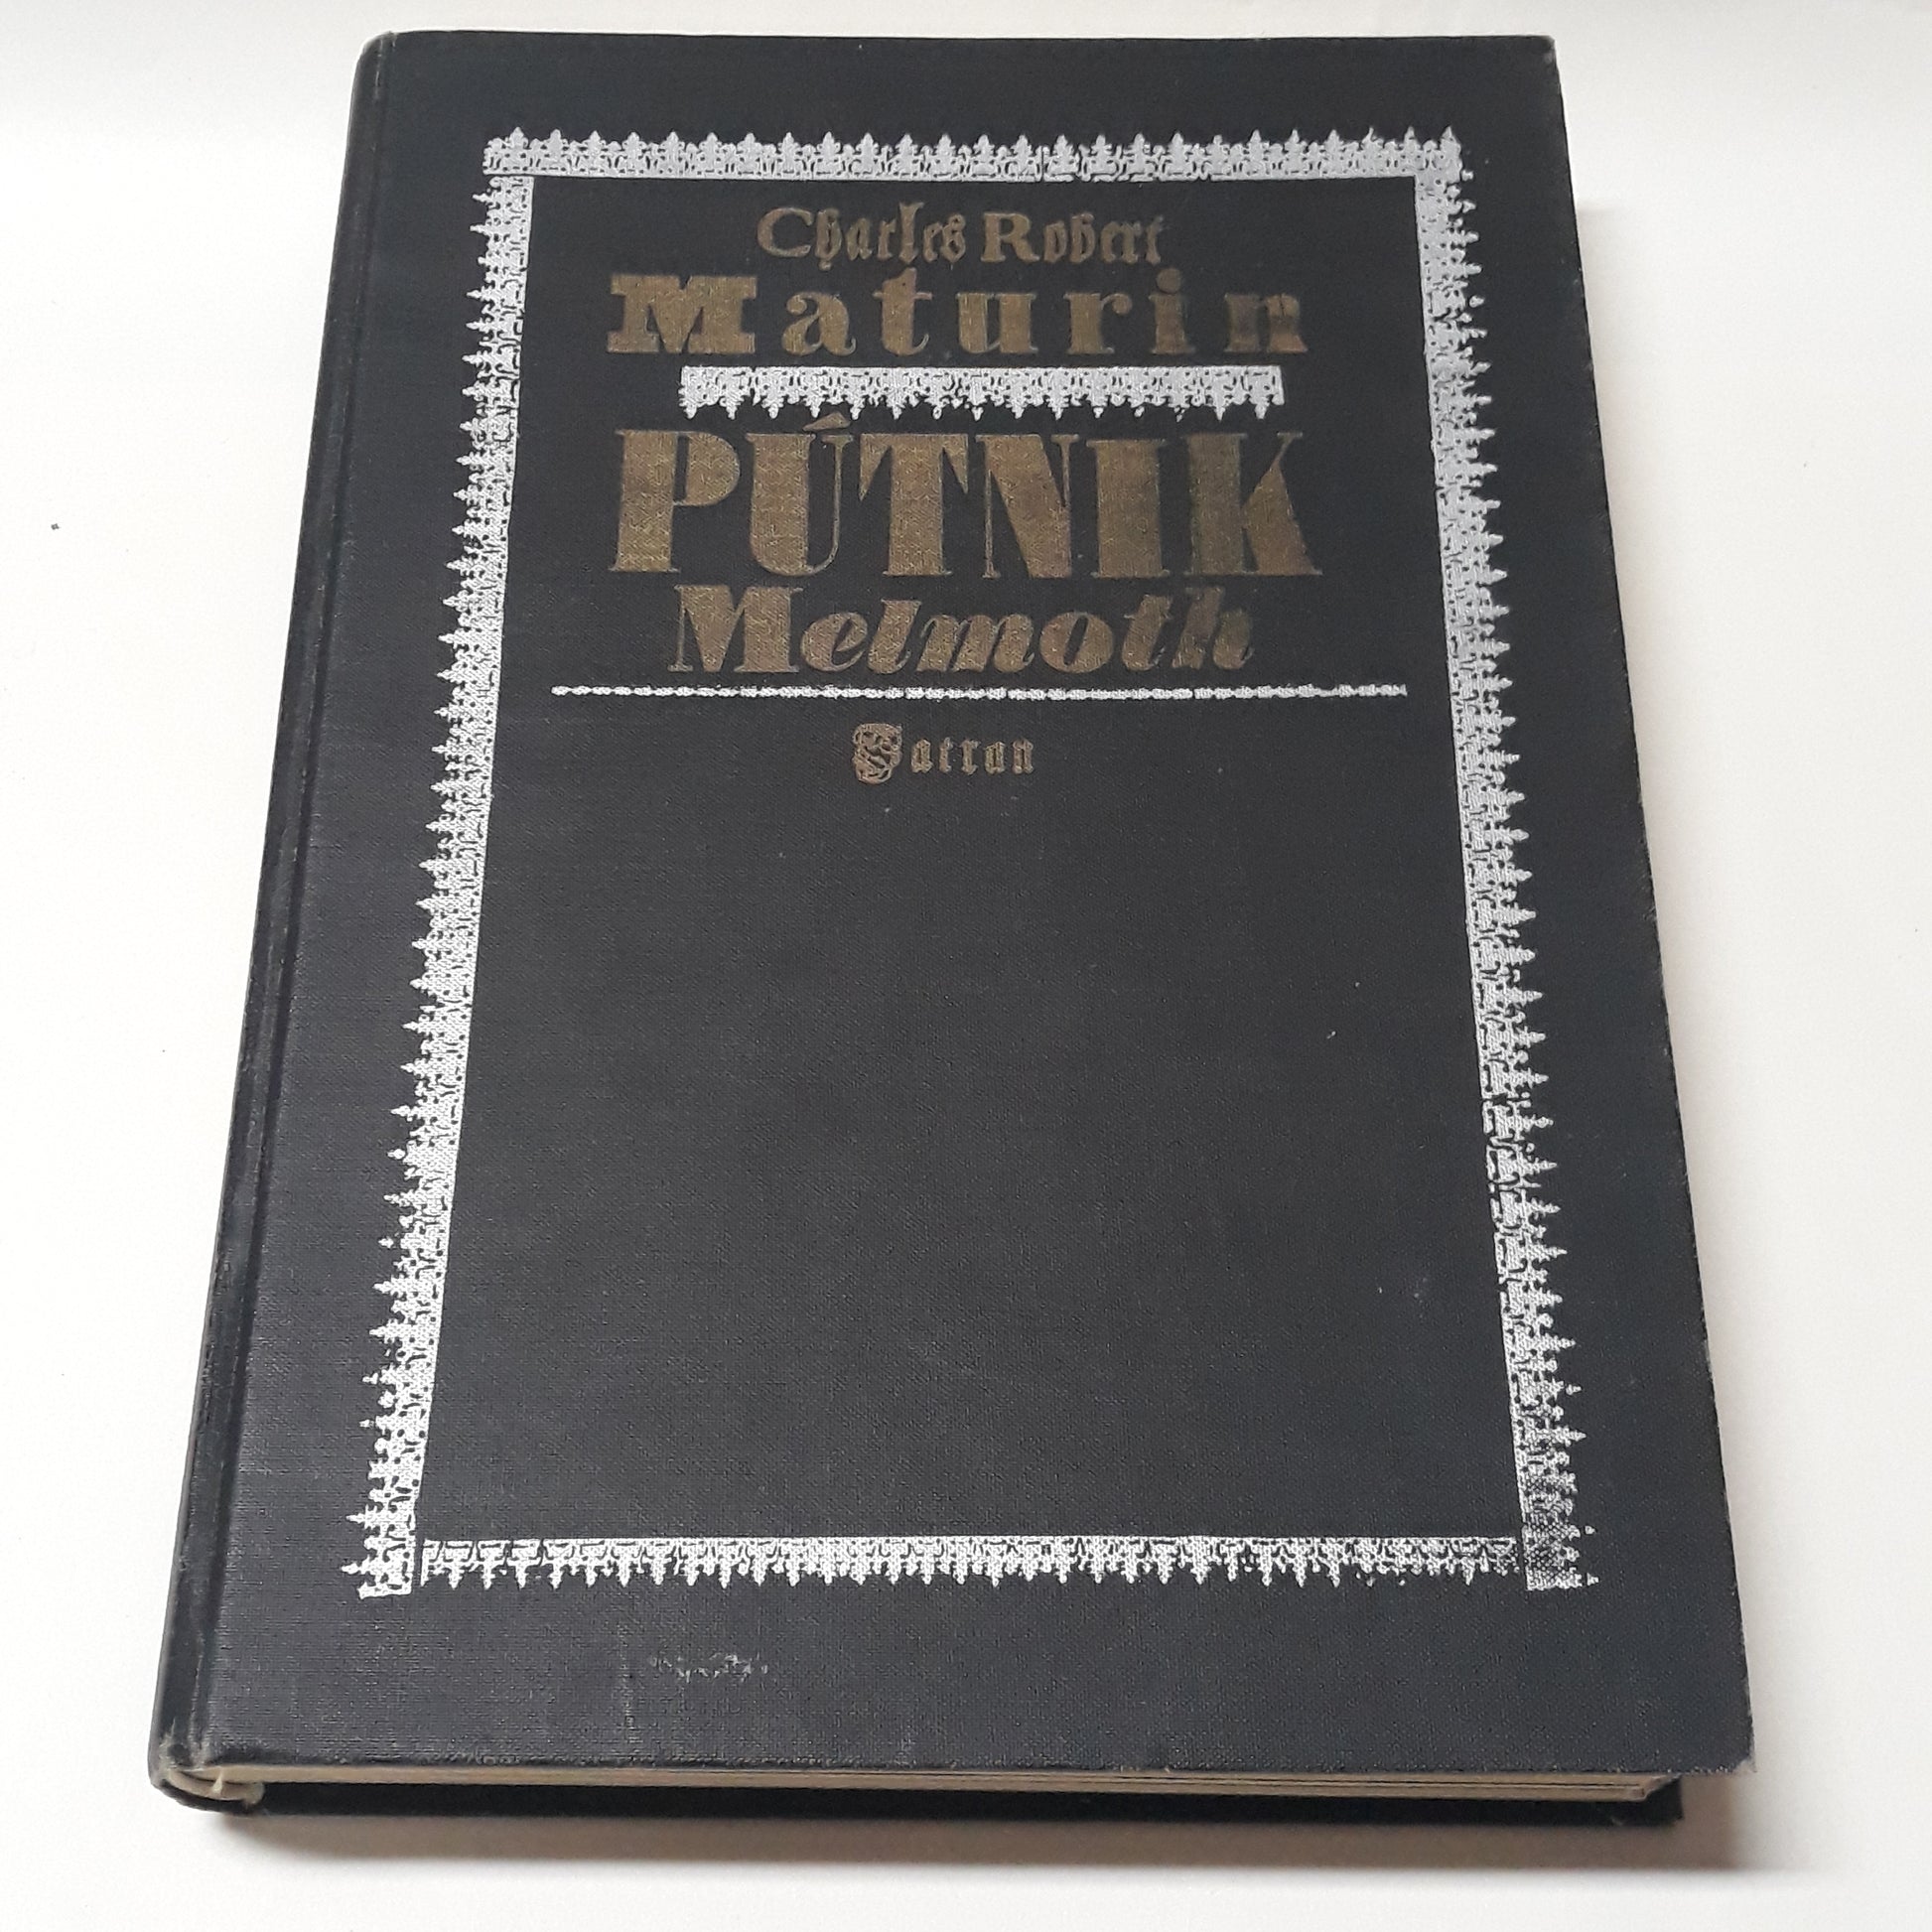 Charles Robert
Maturin
PÚTNIK
Melmoth
Tatran